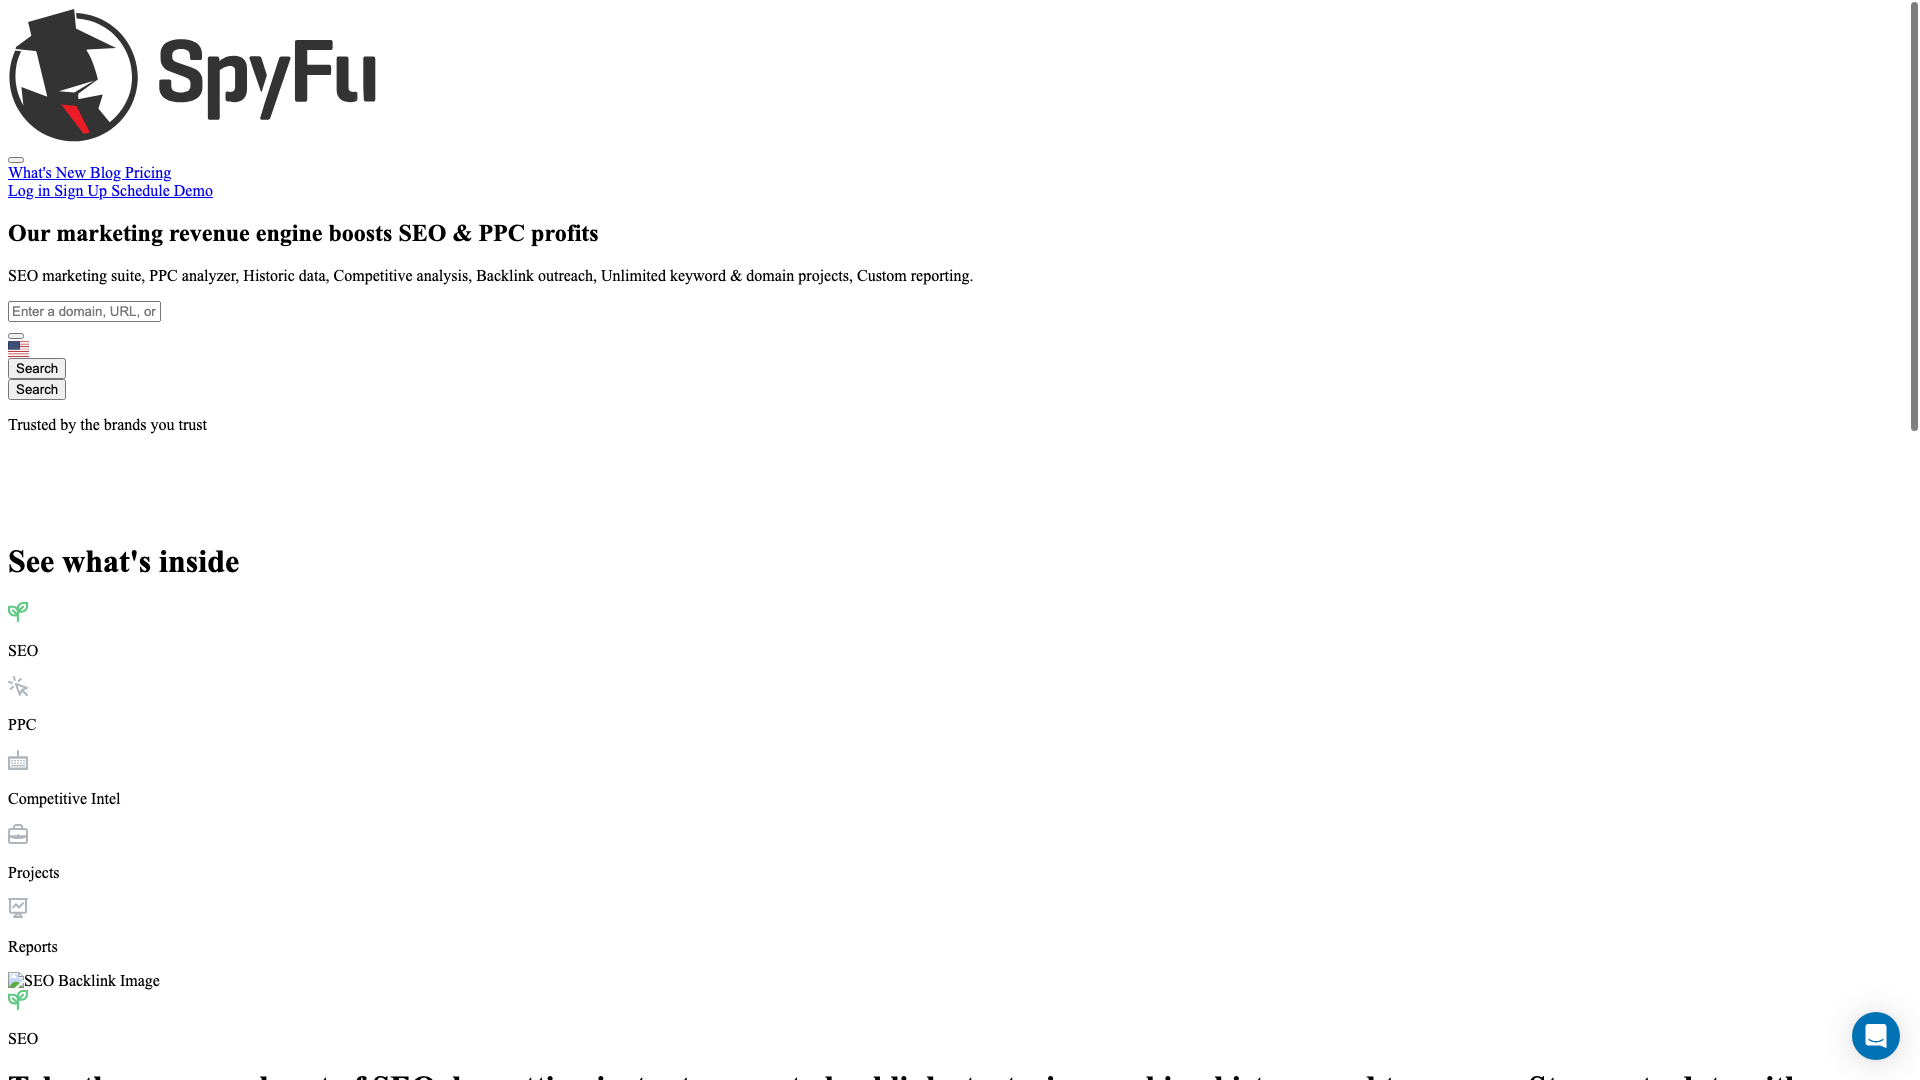 SpyFu
What's New Blog Pricing
Log in Sign Up Schedule Demo
Our marketing revenue engine boosts SEO & PPC profits
SEO marketing suite, PPC analyzer, Historic data, Competitive analysis, Backlink outreach, Unlimited keyword & domain projects, Custom reporting.
Enter a domain, URL, or
Search
Search
Trusted by the brands you trust
See what's inside
SEO
PPC
Competitive Intel
Projects
Reports
SEO Backlink Image
SEO